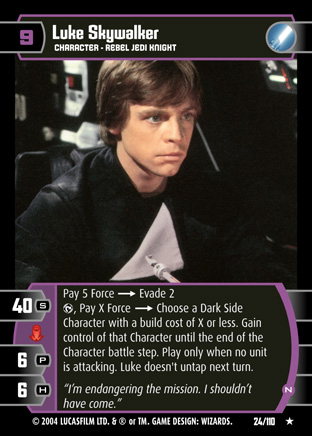 9 Luke Skywalker
CHARACTER - REBEL JEDI KNIGHT
Pay 5 Force → Evade 2
40 S
, Pay X Force → Choose a Dark Side
Character with a build cost of X or less. Gain
control of that Character until the end of the
6 P
Character battle step. Play only when no unit
is attacking. Luke doesn't untap next turn.
6 H
“I'm endangering the mission. I shouldn't
have come.”
N
© 2004 LUCASFILM LTD. & ® or TM. GAME DESIGN: WIZARDS. 24/110 ★